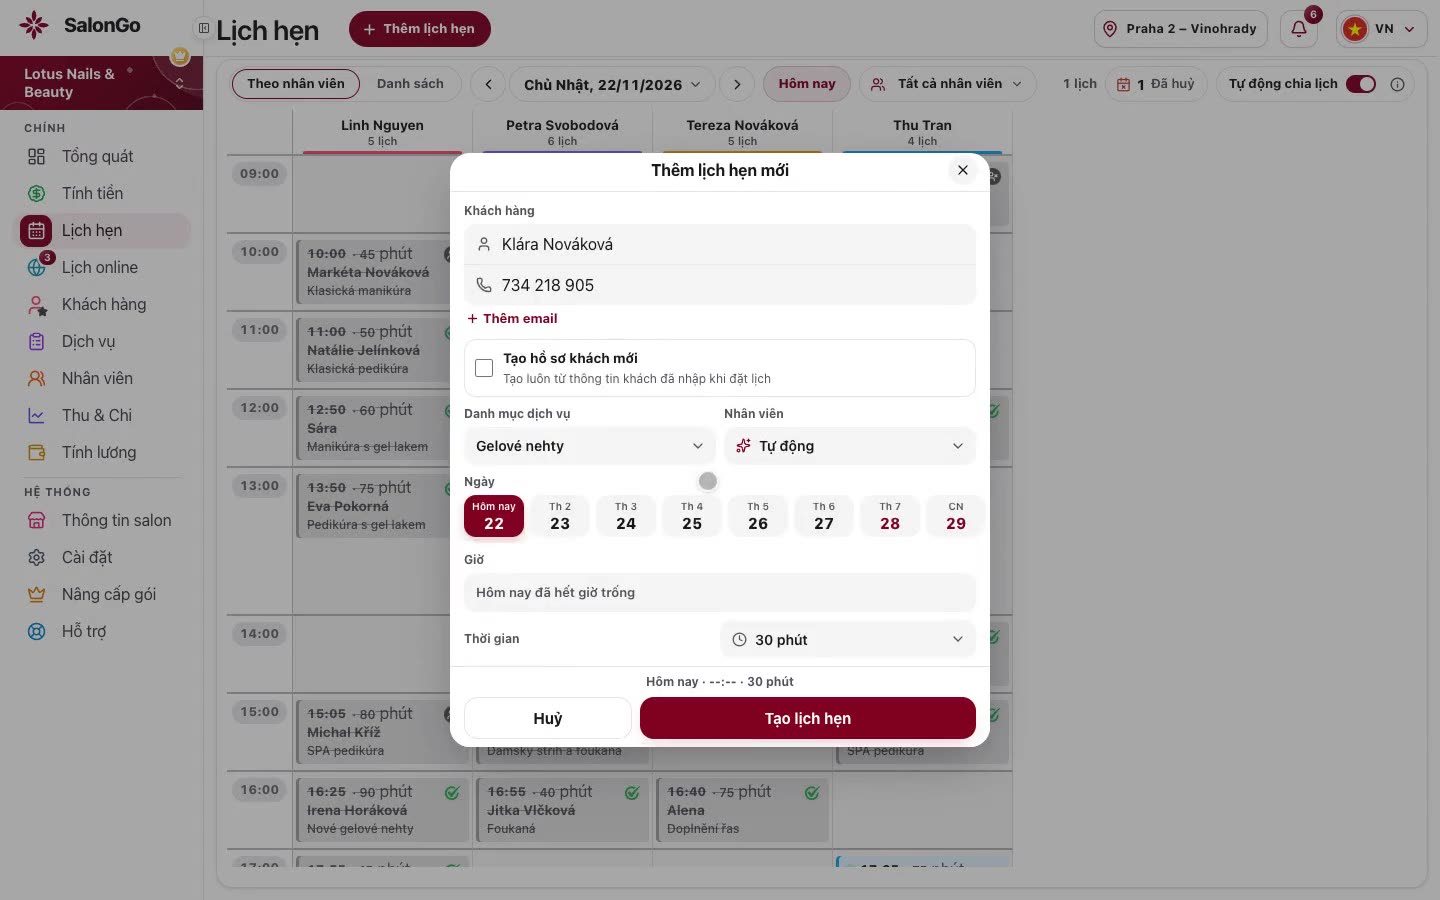 SalonGo
Lịch hẹn
+ Thêm lịch hẹn
Praha 2 – Vinohrady
6
VN
Lotus Nails &
Beauty
Theo nhân viên
Danh sách
Chủ Nhật, 22/11/2026
Hôm nay
Tất cả nhân viên
1 lịch
1 Đã huỷ
Tự động chia lịch
CHÍNH
Tổng quát
Tính tiền
Lịch hẹn
3
Lịch online
Khách hàng
Dịch vụ
Nhân viên
Thu & Chi
Tính lương
HỆ THỐNG
Thông tin salon
Cài đặt
Nâng cấp gói
Hỗ trợ
Linh Nguyen
5 lịch
Petra Svobodová
6 lịch
Tereza Nováková
5 lịch
Thu Tran
4 lịch
09:00
10:00
11:00
12:00
13:00
14:00
15:00
16:00
17:00
10:00 · 45 phút
Markéta Nováková
Klasická manikúra
11:00 · 50 phút
Natálie Jelínková
Klasická pedikúra
12:50 · 60 phút
Sára
Manikúra s gel lakem
13:50 · 75 phút
Eva Pokorná
Pedikúra s gel lakem
15:05 · 80 phút
Michal Kříž
SPA pedikúra
Dámský střih a foukaná
SPA pedikúra
16:25 · 90 phút
Irena Horáková
Nové gelové nehty
16:55 · 40 phút
Jitka Vlčková
Foukaná
16:40 · 75 phút
Alena
Doplnění řas
Thêm lịch hẹn mới
Khách hàng
Klára Nováková
734 218 905
+ Thêm email
Tạo hồ sơ khách mới
Tạo luôn từ thông tin khách đã nhập khi đặt lịch
Danh mục dịch vụ
Nhân viên
Gelové nehty
Tự động
Ngày
Hôm nay
22
Th 2
23
Th 3
24
Th 4
25
Th 5
26
Th 6
27
Th 7
28
CN
29
Giờ
Hôm nay đã hết giờ trống
Thời gian
30 phút
Hôm nay · --:-- · 30 phút
Huỷ
Tạo lịch hẹn